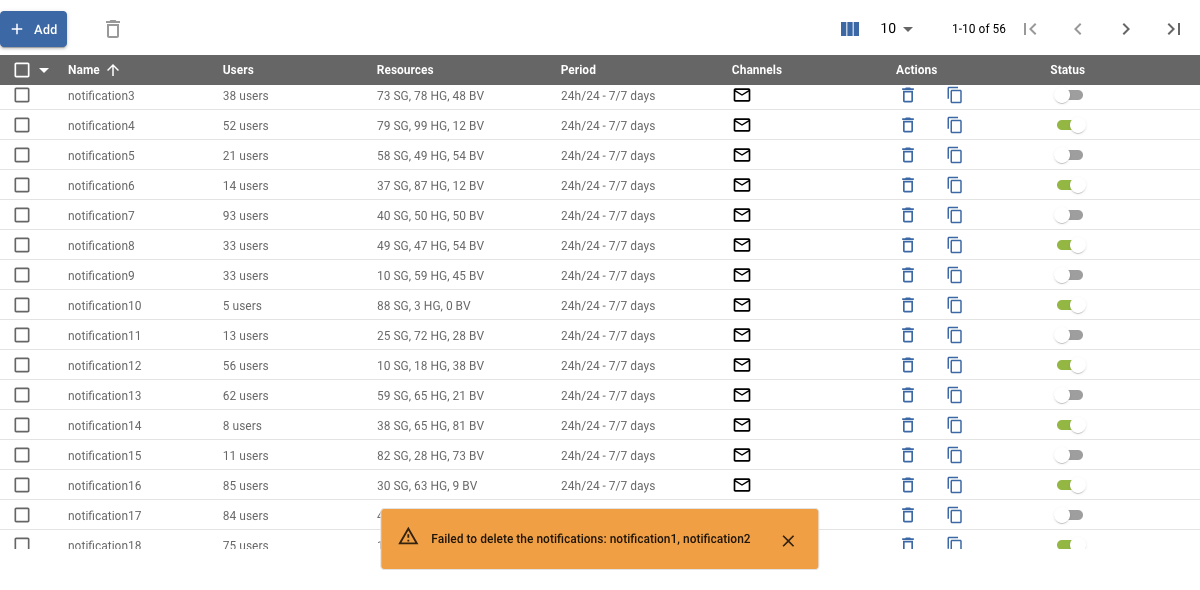 Add 10 1-10 of 56
Name Users Resources Period Channels Actions Status
notification3 38 users 73 SG, 78 HG, 48 BV 24h/24 - 7/7 days
notification4 52 users 79 SG, 99 HG, 12 BV 24h/24 - 7/7 days
notification5 21 users 58 SG, 49 HG, 54 BV 24h/24 - 7/7 days
notification6 14 users 37 SG, 87 HG, 12 BV 24h/24 - 7/7 days
notification7 93 users 40 SG, 50 HG, 50 BV 24h/24 - 7/7 days
notification8 33 users 49 SG, 47 HG, 54 BV 24h/24 - 7/7 days
notification9 33 users 10 SG, 59 HG, 45 BV 24h/24 - 7/7 days
notification10 5 users 88 SG, 3 HG, 0 BV 24h/24 - 7/7 days
notification11 13 users 25 SG, 72 HG, 28 BV 24h/24 - 7/7 days
notification12 56 users 10 SG, 18 HG, 38 BV 24h/24 - 7/7 days
notification13 62 users 59 SG, 65 HG, 21 BV 24h/24 - 7/7 days
notification14 8 users 38 SG, 65 HG, 81 BV 24h/24 - 7/7 days
notification15 11 users 82 SG, 28 HG, 73 BV 24h/24 - 7/7 days
notification16 85 users 30 SG, 63 HG, 9 BV 24h/24 - 7/7 days
notification17 84 users
Failed to delete the notifications: notification1, notification2
notification18 75 users